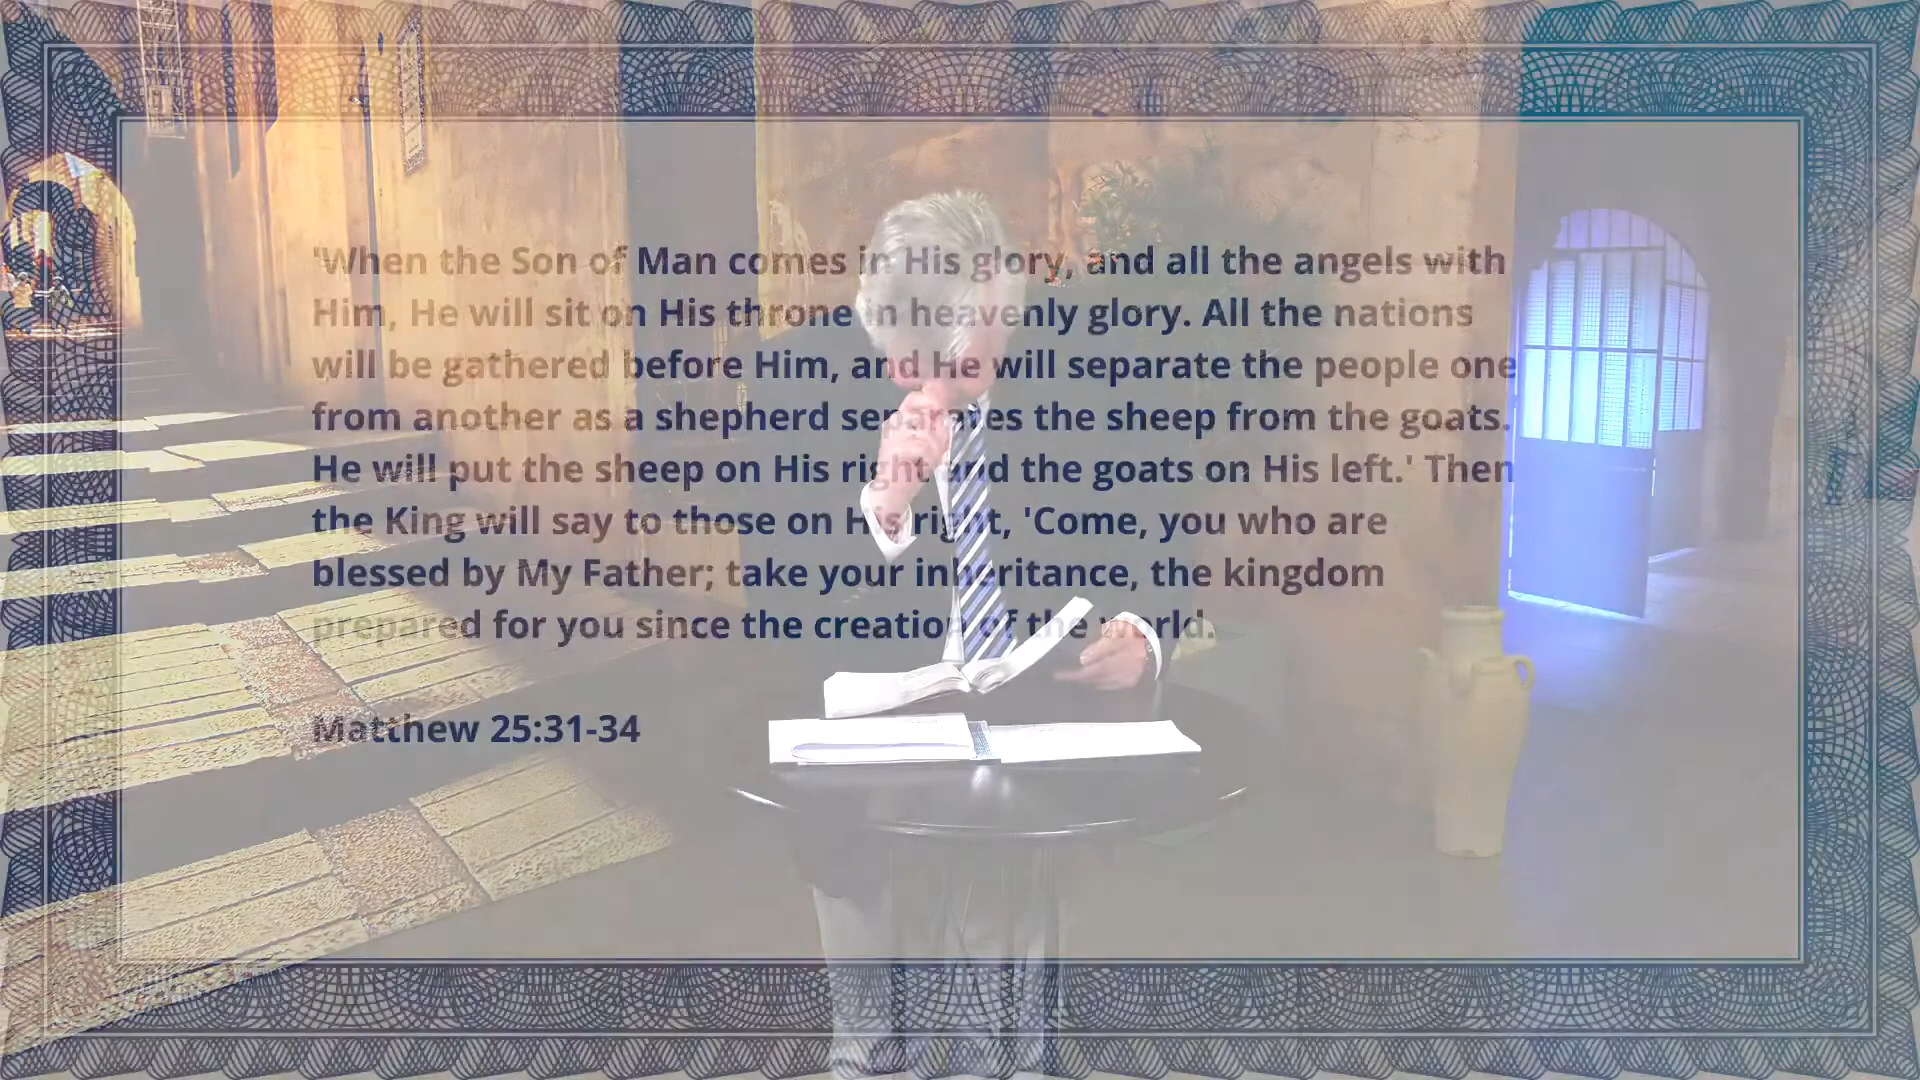 'When the Son of Man comes in His glory, and all the angels with
Him, He will sit on His throne in heavenly glory. All the nations
will be gathered before Him, and He will separate the people one
from another as a shepherd separates the sheep from the goats.
He will put the sheep on His right and the goats on His left.' Then
the King will say to those on His right, 'Come, you who are
blessed by My Father; take your inheritance, the kingdom
prepared for you since the creation of the world.
Matthew 25:31-34